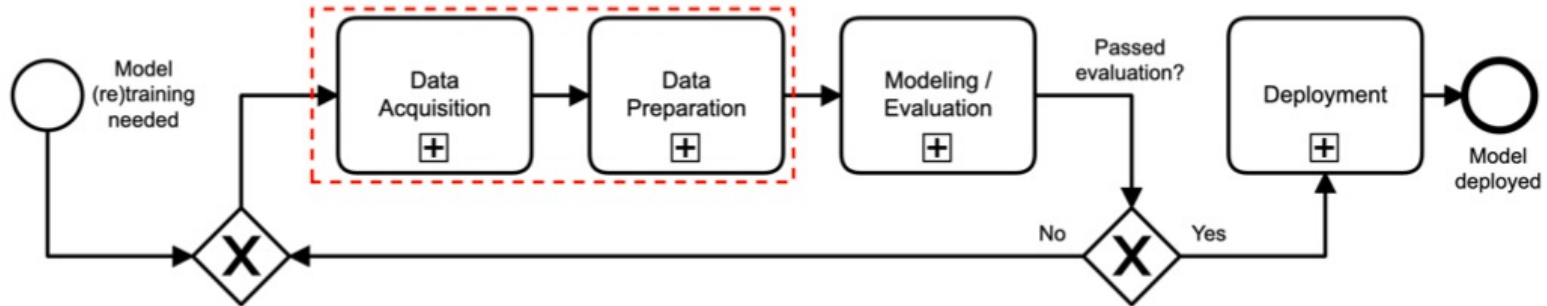 Model
(re)training
needed
Data
Acquisition
Data
Preparation
Modeling /
Evaluation
Passed
evaluation?
Deployment
Model
deployed
No
Yes
X
X